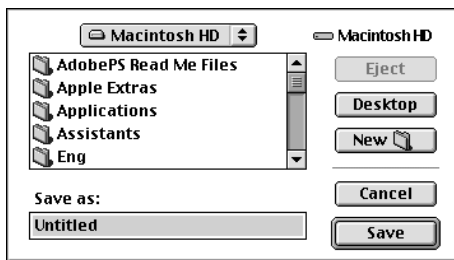 Macintosh HD
Macintosh HD
AdobePS Read Me Files
Apple Extras
Applications
Assistants
Eng
Eject
Desktop
New
Save as:
Untitled
Cancel
Save